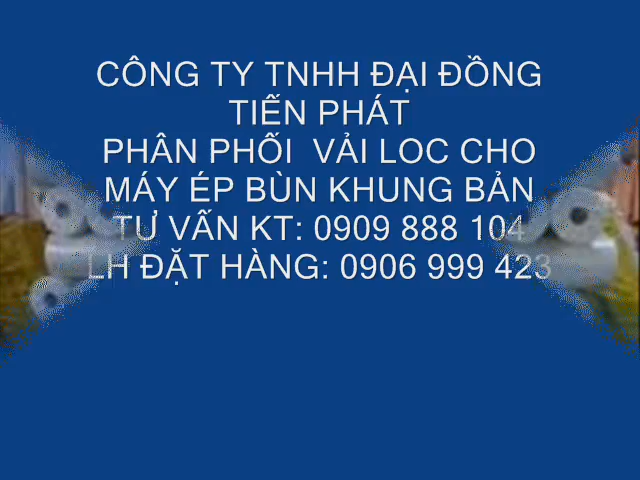 CÔNG TY TNHH ĐẠI ĐỒNG
TIẾN PHÁT
PHÂN PHỐI VẢI LOC CHO
MÁY ÉP BÙN KHUNG BẢN
TƯ VẤN KT: 0909 888 104
LH ĐẶT HÀNG: 0906 999 423